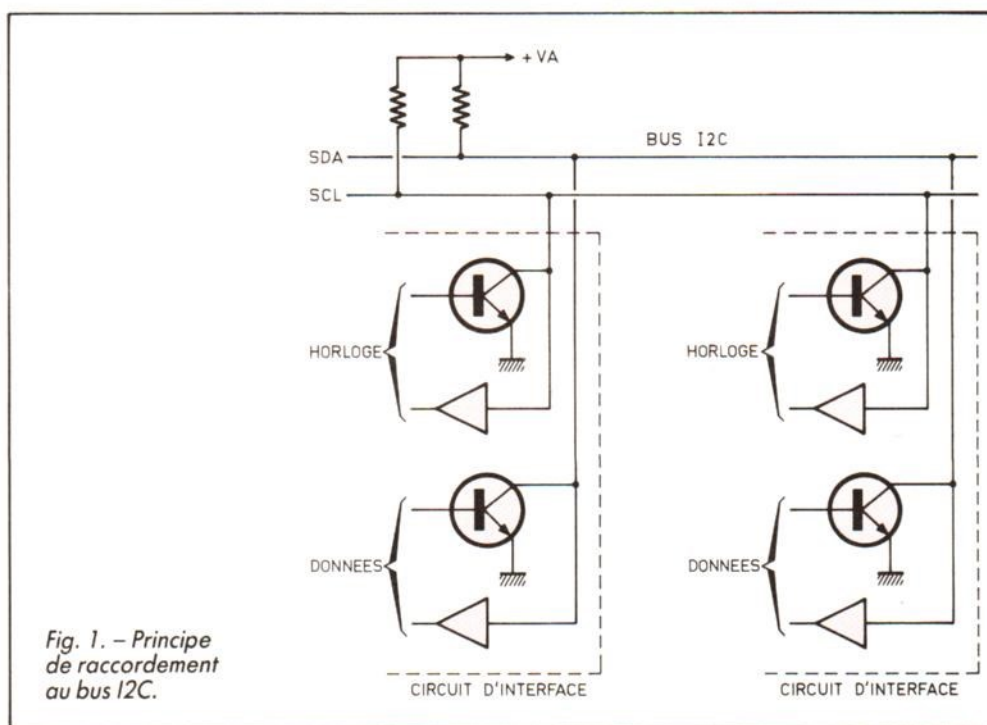 + VA
BUS I2C
SDA
SCL
HORLOGE
HORLOGE
DONNEES
DONNEES
Fig. 1. – Principe
de raccordement
au bus I2C.
CIRCUIT D'INTERFACE
CIRCUIT D'INTERFACE